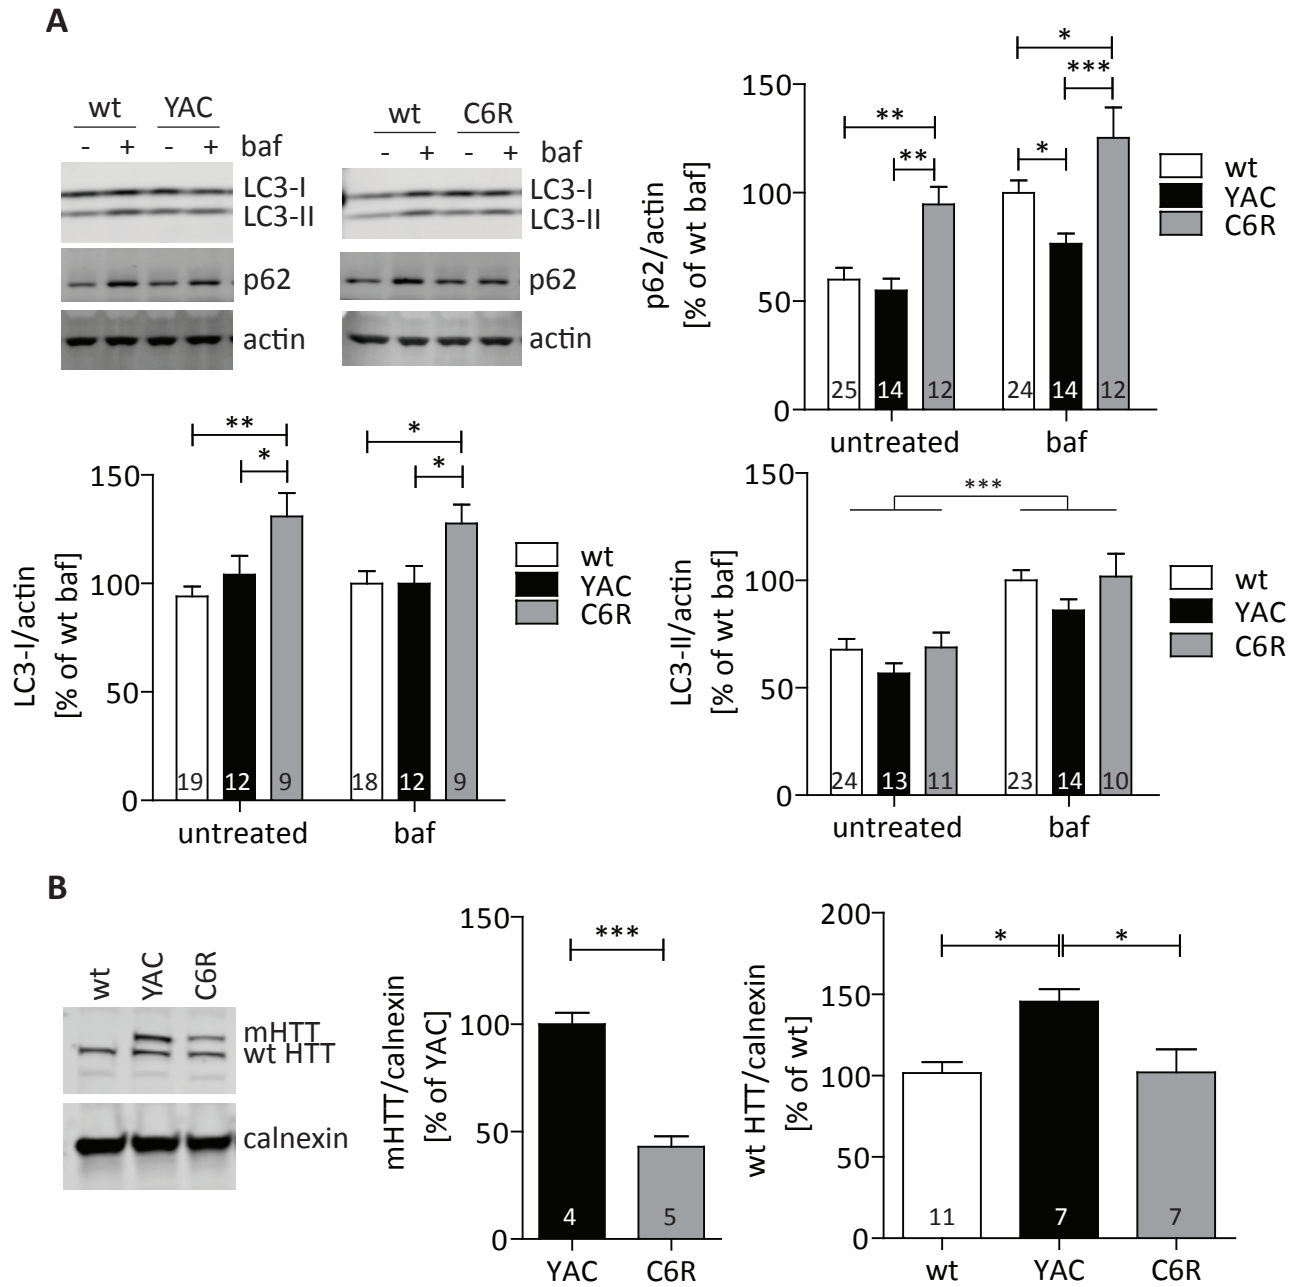 A
wt YAC
- + - + baf
LC3-I
LC3-II
p62
actin
wt C6R
- + - + baf
LC3-I
LC3-II
p62
actin
p62/actin
[% of wt baf]
150
100
50
0
** ** * * ***
25 14 12 24 14 12
untreated baf
wt
YAC
C6R
LC3-I/actin
[% of wt baf]
150
100
50
0
** * * *
19 12 9 18 12 9
untreated baf
wt
YAC
C6R
LC3-II/actin
[% of wt baf]
150
100
50
0
***
24 13 11 23 14 10
untreated baf
wt
YAC
C6R
B
wt YAC C6R
mHTT
wt HTT
calnexin
mHTT/calnexin
[% of YAC]
150
100
50
0
***
4 5
YAC C6R
wt HTT/calnexin
[% of wt]
200
150
100
50
0
* *
11 7 7
wt YAC C6R